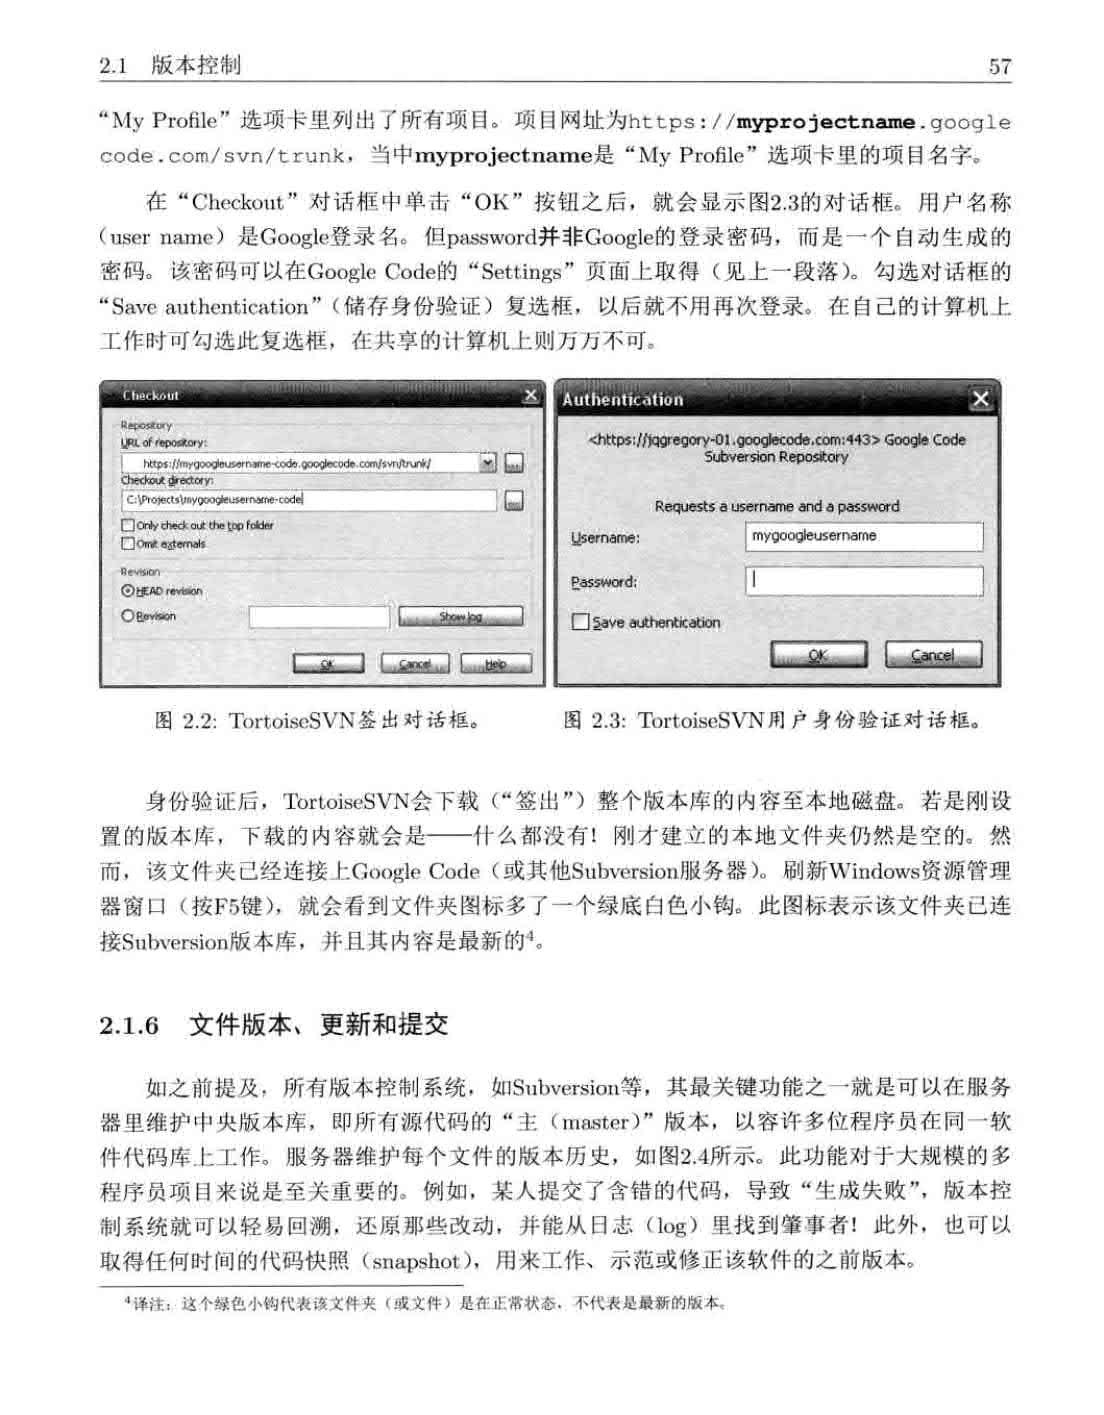 2.1 版本控制 57
“My Profile”选项卡里列出了所有项目。项目网址为https://myprojectname.google
code.com/svn/trunk，当中myprojectname是“My Profile”选项卡里的项目名字。
在“Checkout”对话框中单击“OK”按钮之后，就会显示图2.3的对话框。用户名称
（user name）是Google登录名。但password并非Google的登录密码，而是一个自动生成的
密码。该密码可以在Google Code的“Settings”页面上取得（见上一段落）。勾选对话框的
“Save authentication”（储存身份验证）复选框，以后就不用再次登录。在自己的计算机上
工作时可勾选此复选框，在共享的计算机上则万万不可。
Checkout
Repository
URL of repository:
https://mygoogleusername-code.googlecode.com/svn/trunk/
...
Checkout directory:
C:\Projects\mygoogleusername-code
...
Only check out the top folder
Omit externals
Revision
HEAD revision
Revision
Show log
OK Cancel Help
Authentication
<https://jqgregory-01.googlecode.com:443> Google Code
Subversion Repository
Requests a username and a password
Username: mygoogleusername
Password:
Save authentication
OK Cancel
图 2.2: TortoiseSVN签出对话框。
图 2.3: TortoiseSVN用户身份验证对话框。
身份验证后，TortoiseSVN会下载（“签出”）整个版本库的内容至本地磁盘。若是刚设
置的版本库，下载的内容就会是——什么都没有！刚才建立的本地文件夹仍然是空的。然
而，该文件夹已经连接上Google Code（或其他Subversion服务器）。刷新Windows资源管理
器窗口（按F5键），就会看到文件夹图标多了一个绿底白色小钩。此图标表示该文件夹已连
接Subversion版本库，并且其内容是最新的4。
2.1.6 文件版本、更新和提交
如之前提及，所有版本控制系统，如Subversion等，其最关键功能之一就是可以在服务
器里维护中央版本库，即所有源代码的“主（master）”版本，以容许多位程序员在同一软
件代码库上工作。服务器维护每个文件的版本历史，如图2.4所示。此功能对于大规模的多
程序员项目来说是至关重要的。例如，某人提交了含错的代码，导致“生成失败”，版本控
制系统就可以轻易回溯，还原那些改动，并能从日志（log）里找到肇事者！此外，也可以
取得任何时间的代码快照（snapshot），用来工作、示范或修正该软件的之前版本。
4译注：这个绿色小钩代表该文件夹（或文件）是在正常状态，不代表是最新的版本。